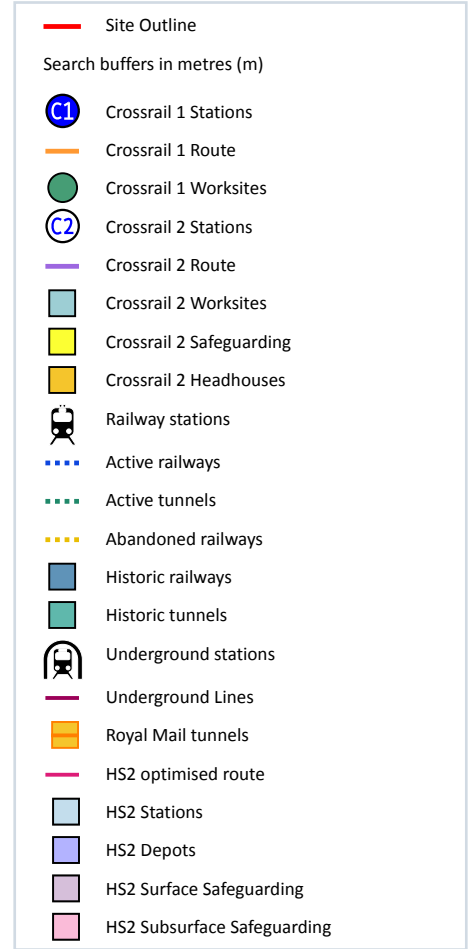 Site Outline
Search buffers in metres (m)
C1 Crossrail 1 Stations
Crossrail 1 Route
Crossrail 1 Worksites
C2 Crossrail 2 Stations
Crossrail 2 Route
Crossrail 2 Worksites
Crossrail 2 Safeguarding
Crossrail 2 Headhouses
Railway stations
Active railways
Active tunnels
Abandoned railways
Historic railways
Historic tunnels
Underground stations
Underground Lines
Royal Mail tunnels
HS2 optimised route
HS2 Stations
HS2 Depots
HS2 Surface Safeguarding
HS2 Subsurface Safeguarding